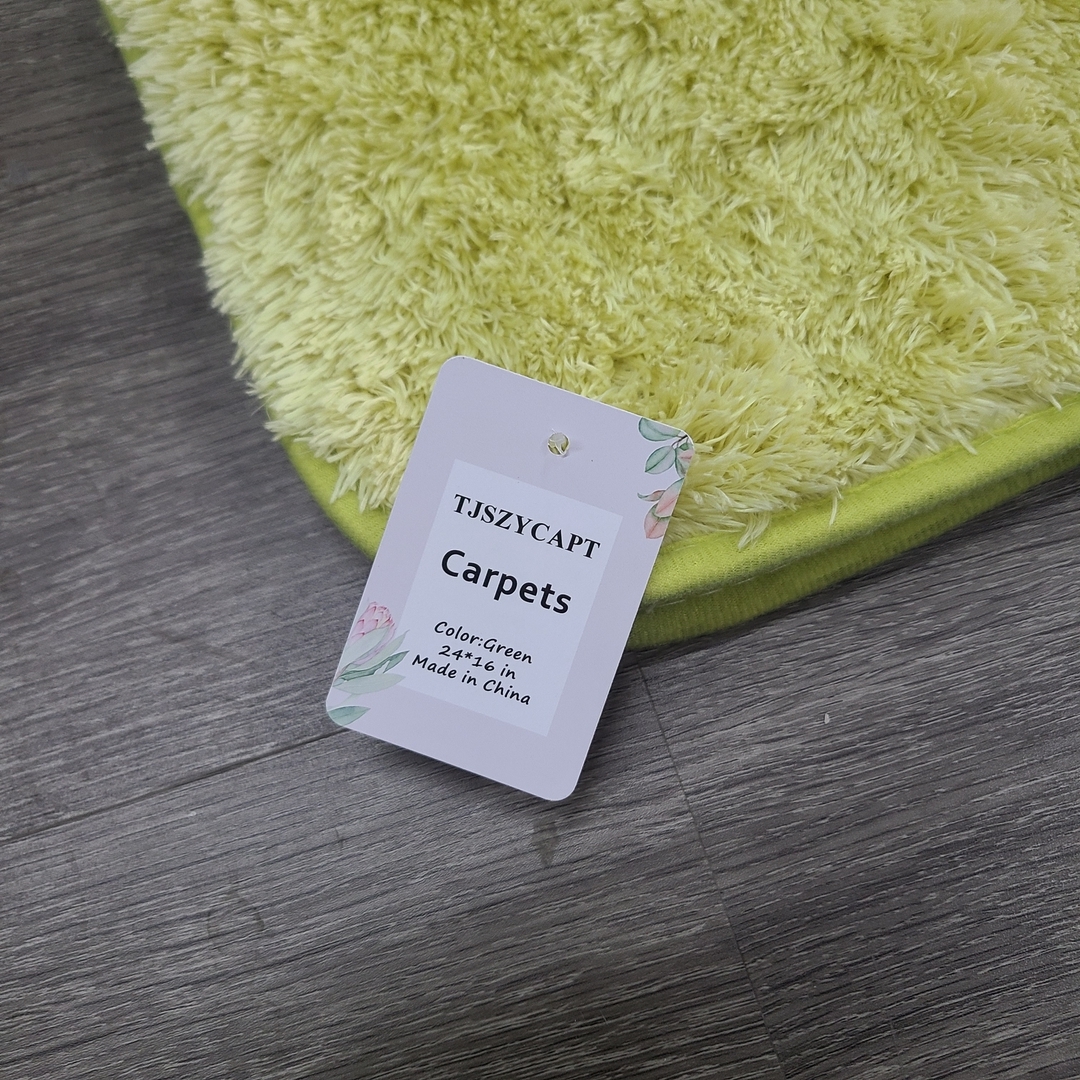 TJSZYCAPT
Carpets
Color:Green
24*16 in
Made in China